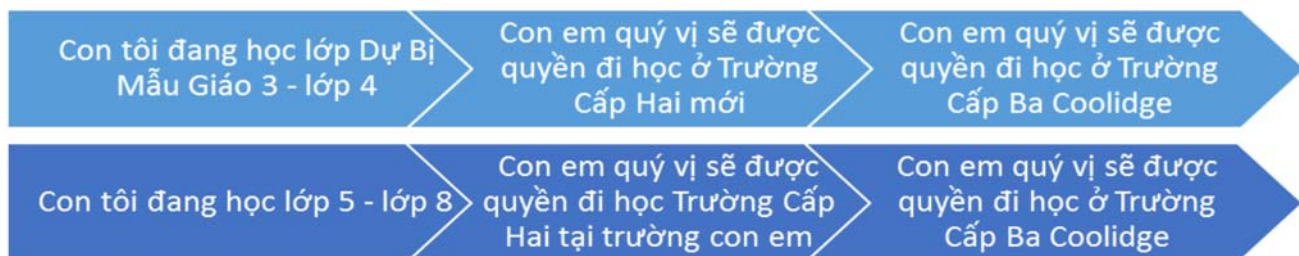 Con tôi đang học lớp Dự Bị
Mẫu Giáo 3 - lớp 4
Con em quý vị sẽ được
quyền đi học ở Trường
Cấp Hai mới
Con em quý vị sẽ được
quyền đi học ở Trường
Cấp Ba Coolidge
Con tôi đang học lớp 5 - lớp 8
Con em quý vị sẽ được
quyền đi học Trường Cấp
Hai tại trường con em
Con em quý vị sẽ được
quyền đi học ở Trường
Cấp Ba Coolidge